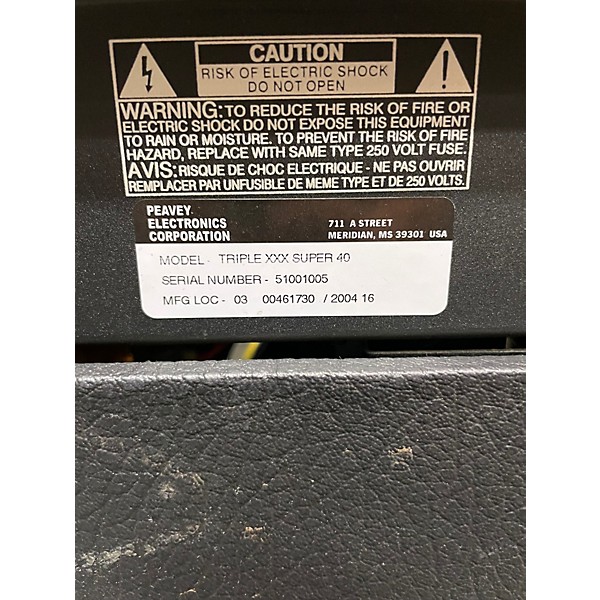 CAUTION
RISK OF ELECTRIC SHOCK
DO NOT OPEN
WARNING: TO REDUCE THE RISK OF FIRE OR
ELECTRIC SHOCK DO NOT EXPOSE THIS EQUIPMENT
TO RAIN OR MOISTURE. TO PREVENT THE RISK OF FIRE
HAZARD, REPLACE WITH SAME TYPE 250 VOLT FUSE.
AVIS: RISQUE DE CHOC ELECTRIQUE - NE PAS OUVRIR
REMPLACER PAR UNFUSIBLE DE MEME TYPE ET DE 250 VOLTS.
PEAVEY
ELECTRONICS 711 A STREET
CORPORATION MERIDIAN, MS 39301 USA
MODEL - TRIPLE XXX SUPER 40
SERIAL NUMBER - 51001005
MFG LOC - 03 00461730 / 2004 16